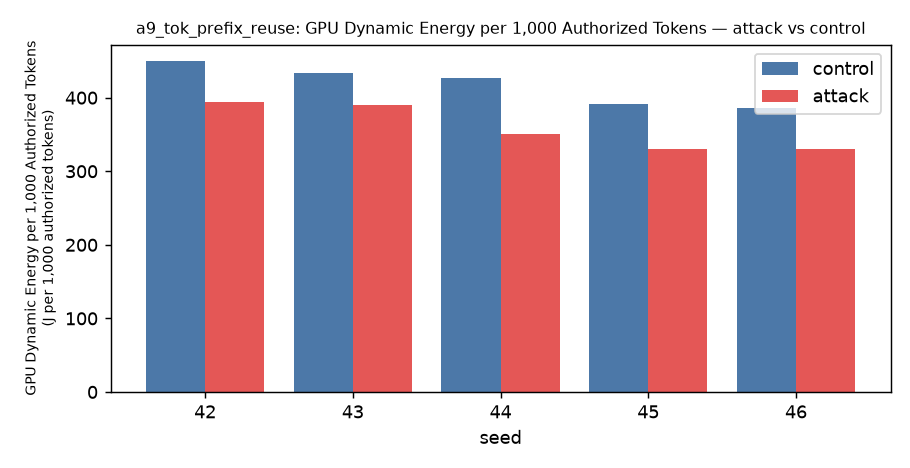 a9_tok_prefix_reuse: GPU Dynamic Energy per 1,000 Authorized Tokens — attack vs control
GPU Dynamic Energy per 1,000 Authorized Tokens
(J per 1,000 authorized tokens)
400
300
200
100
0
control
attack
42
43
44
45
46
seed